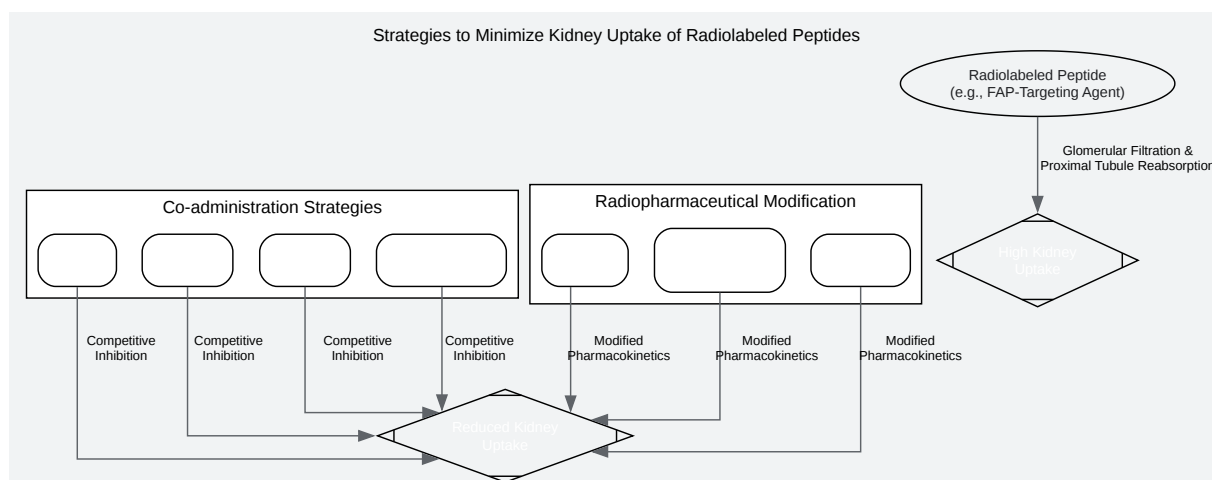 Strategies to Minimize Kidney Uptake of Radiolabeled Peptides
Radiolabeled Peptide
(e.g., FAP-Targeting Agent)
Glomerular Filtration &
Proximal Tubule Reabsorption
Co-administration Strategies
Radiopharmaceutical Modification
High Kidney
Uptake
Competitive
Inhibition
Competitive
Inhibition
Competitive
Inhibition
Competitive
Inhibition
Modified
Pharmacokinetics
Modified
Pharmacokinetics
Modified
Pharmacokinetics
Reduced Kidney
Uptake